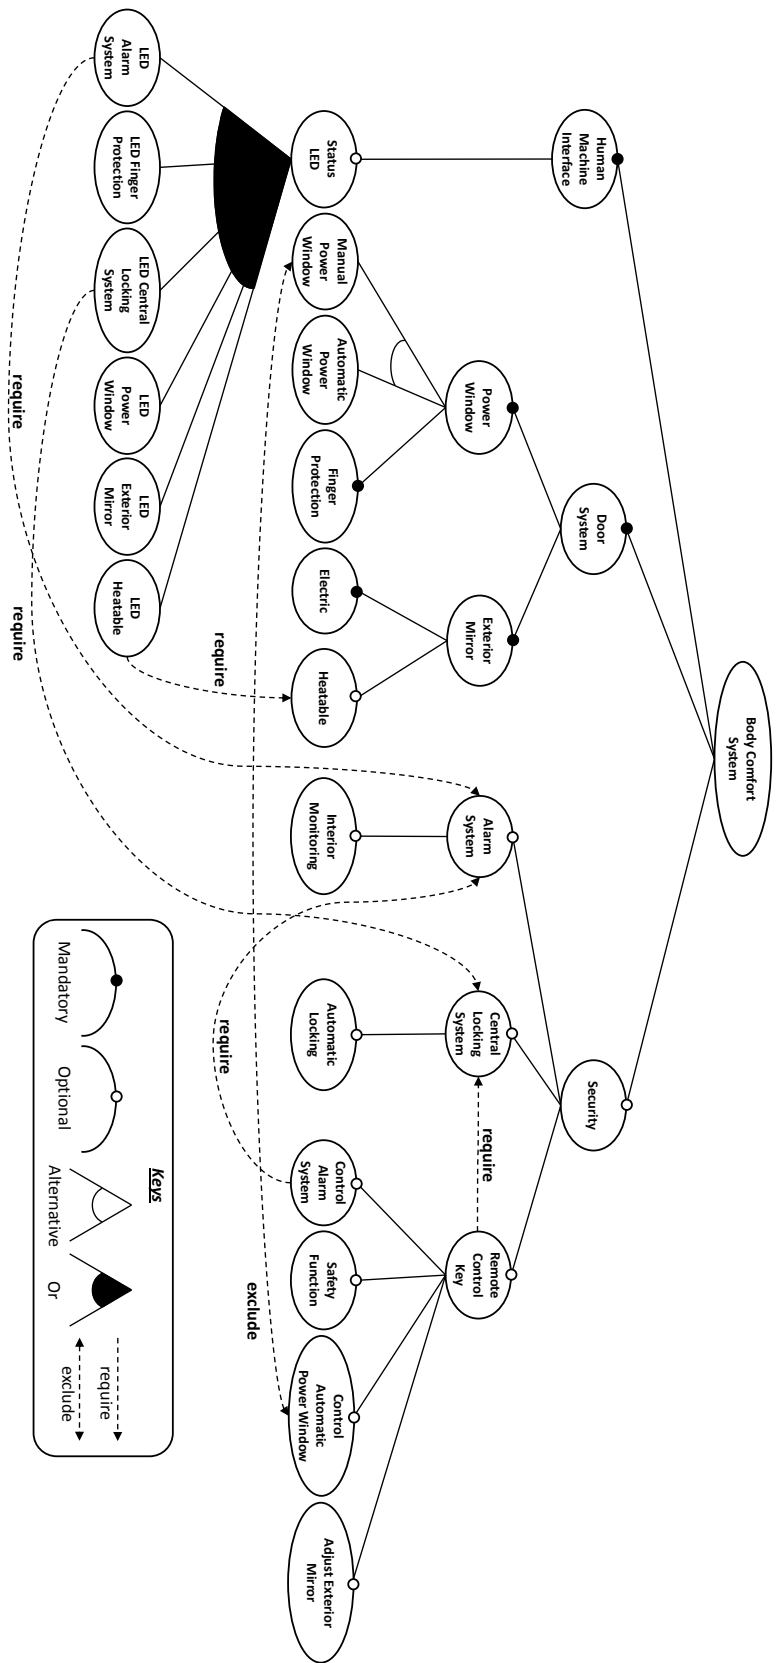 Body Comfort
System
Human
Machine
Interface
Door
System
Security
Power
Window
Exterior
Mirror
Alarm
System
Central
Locking
System
Remote
Control
Key
require
Status
LED
Manual
Power
Window
Automatic
Power
Window
Finger
Protection
Electric
Heatable
Interior
Monitoring
Automatic
Locking
Control
Alarm
System
Safety
Function
Control
Automatic
Power Window
Adjust Exterior
Mirror
require
require
exclude
LED
Alarm
System
LED Finger
Protection
LED Central
Locking
System
LED
Power
Window
LED
Exterior
Mirror
LED
Heatable
require
require
Keys
Mandatory
Optional
Alternative
Or
require
exclude